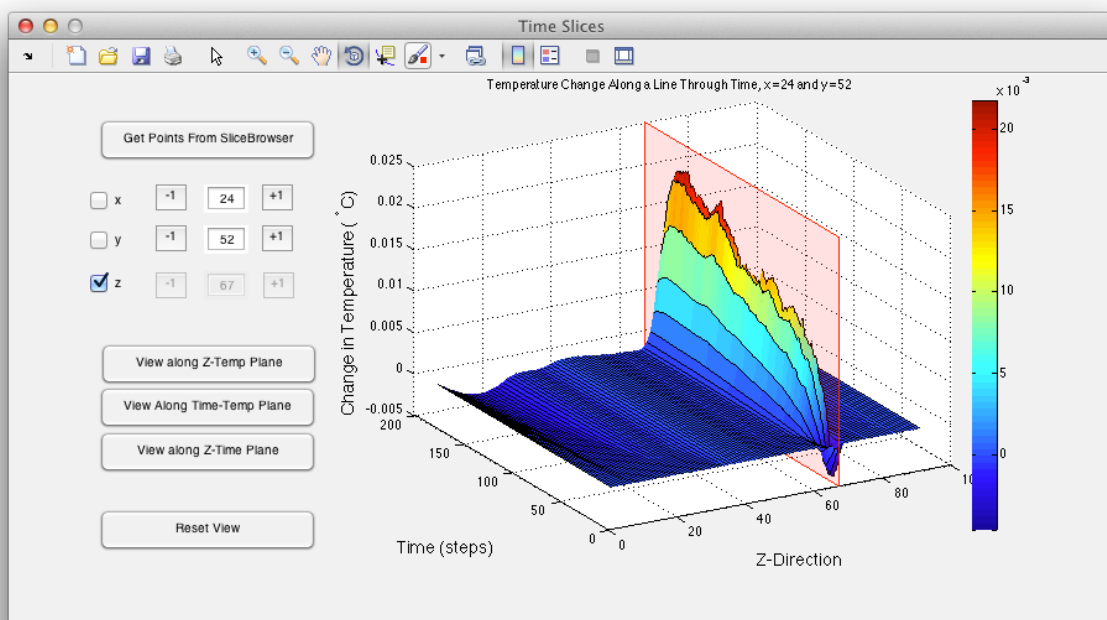 Time Slices
Temperature Change Along a Line Through Time, x=24 and y=52
x 10 -3
Get Points From SliceBrowser
x -1 24 +1
y -1 52 +1
z -1 67 +1
View along Z-Temp Plane
View Along Time-Temp Plane
View along Z-Time Plane
Reset View
Change in Temperature ( ° C)
0.025
0.02
0.015
0.01
0.005
0
-0.005
200
150
100
50
0
Time (steps)
0
20
40
60
80
Z-Direction
20
15
10
5
0